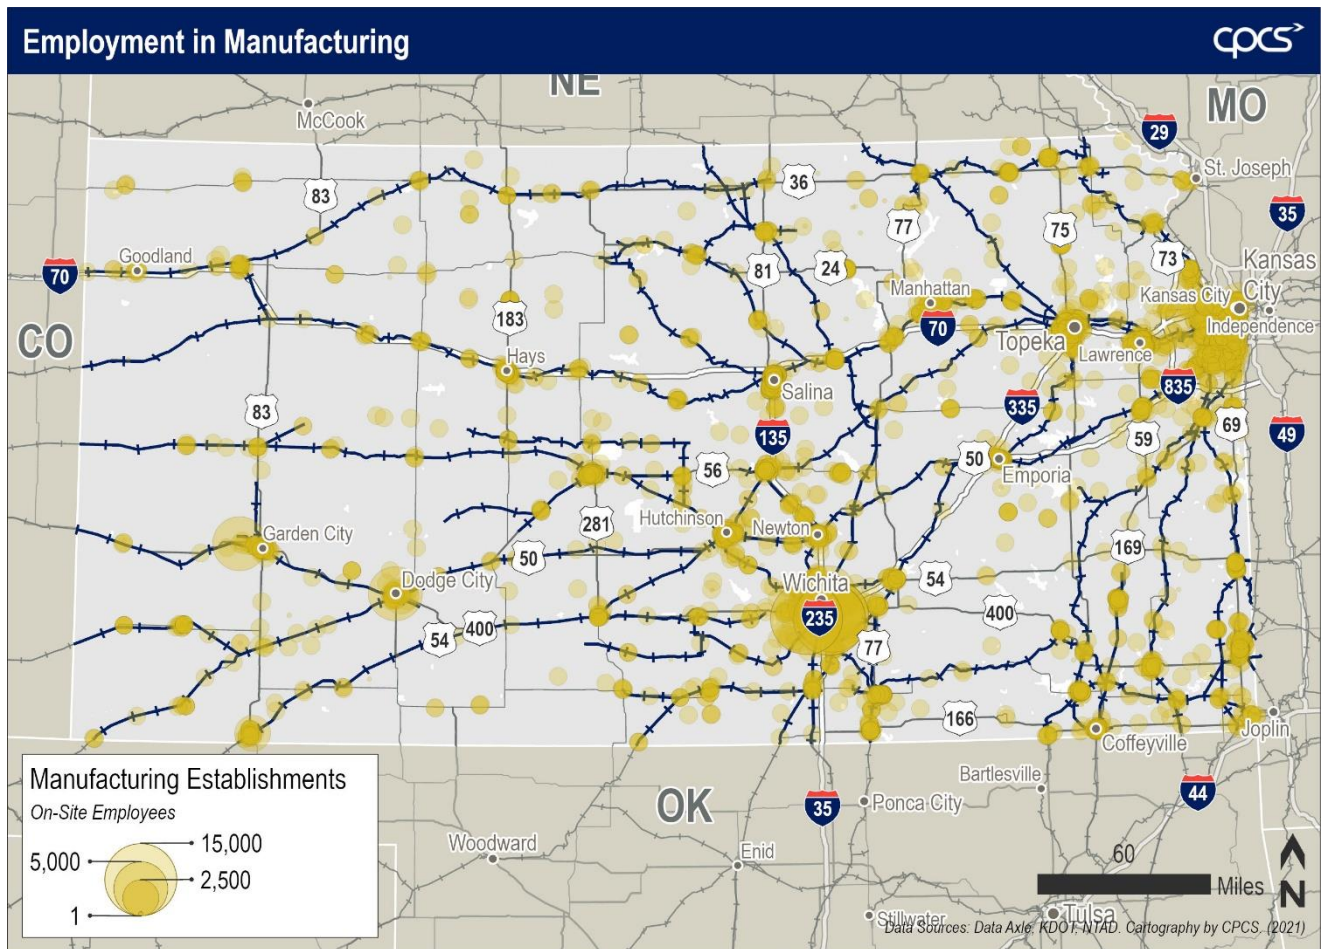 Employment in Manufacturing
cpcs
NE
MO
McCook
29
St. Joseph
83
36
77
75
35
Goodland
70
81
24
73
Kansas
City
Manhattan
Kansas City
183
70
Independence
CO
Topeka
Lawrence
Hays
Salina
835
335
83
135
59
69
49
56
50
Emporia
Hutchinson
Newton
281
Garden City
50
169
Dodge City
Wichita
54
400
235
400
54
77
166
Joplin
Coffeyville
Bartlesville
44
OK
35
Ponca City
Woodward
Enid
60
Miles
N
Stillwater
Tulsa
Data Sources: Data Axle, KDOT, NTAD. Cartography by CPCS. (2021)
Manufacturing Establishments
On-Site Employees
15,000
5,000
2,500
1